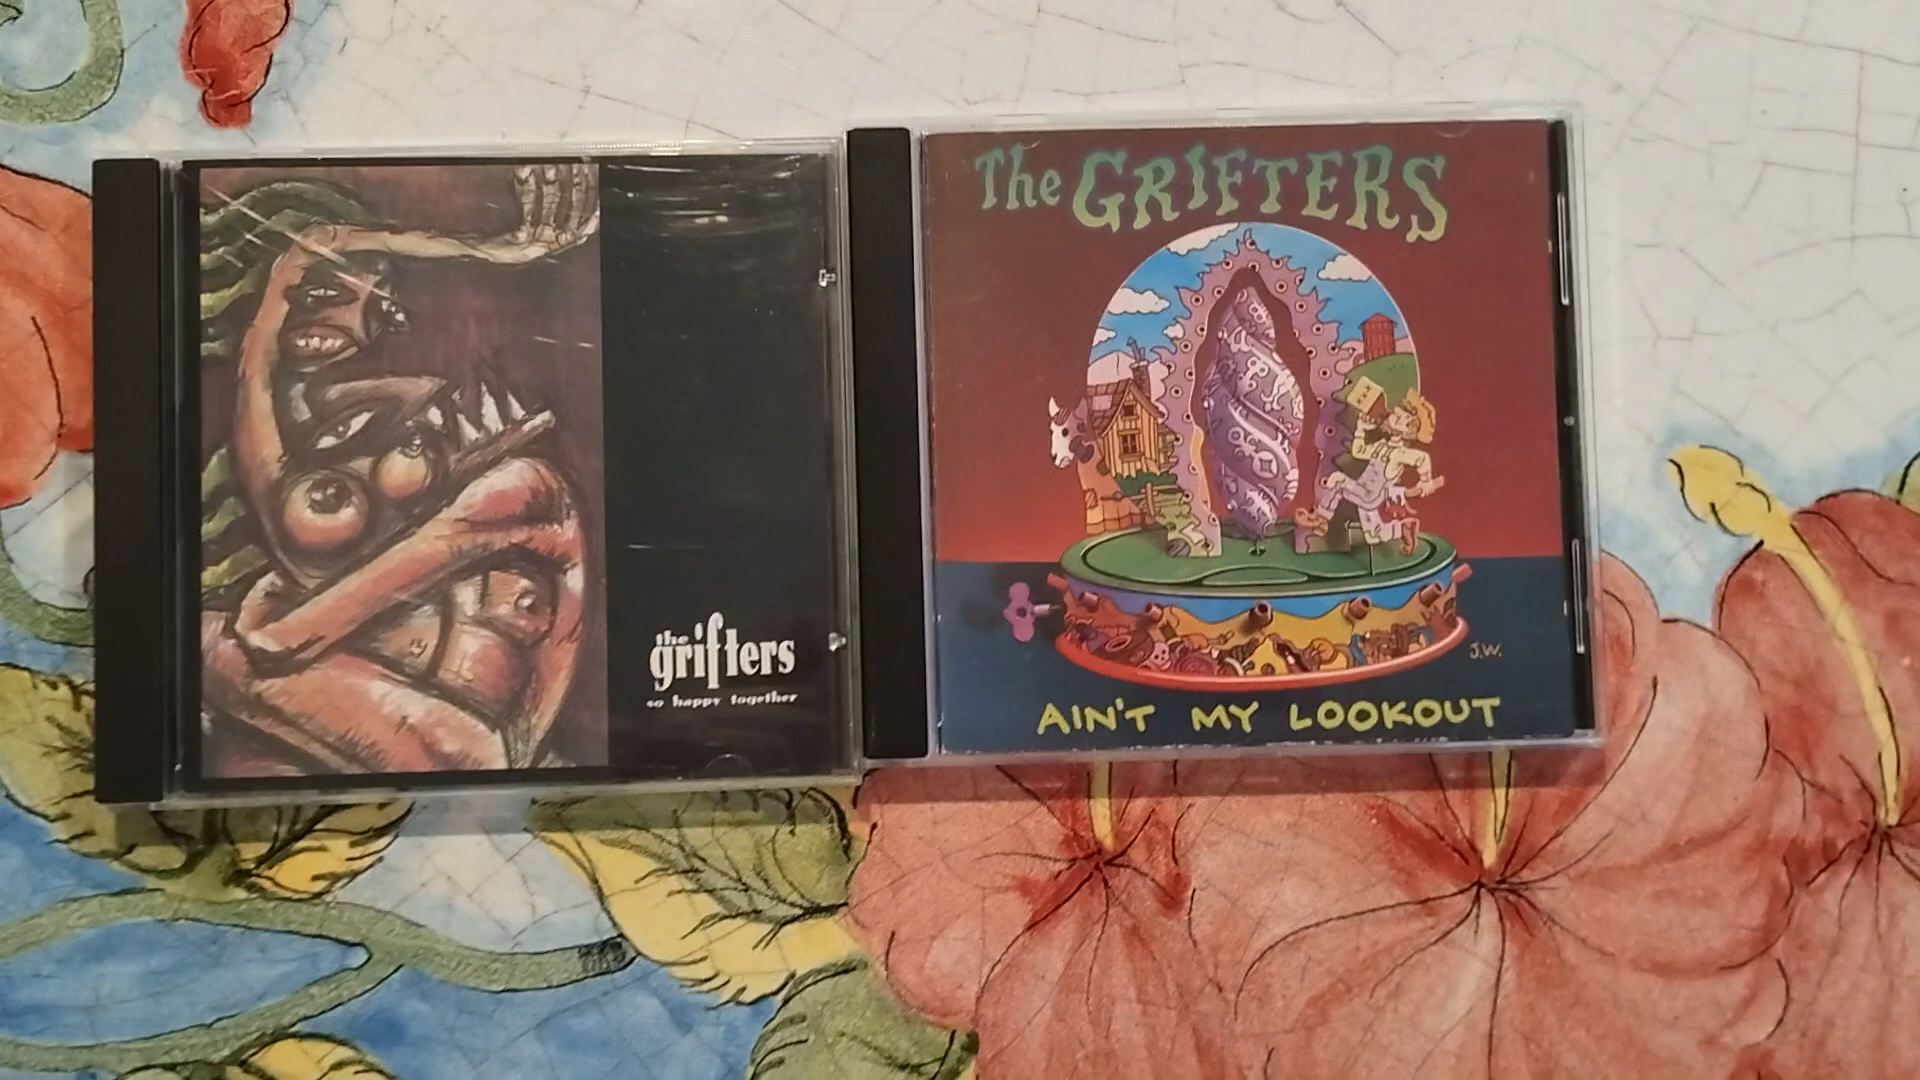 the
grifters
so happy together
The GRIFTERS
J.W.
AIN'T MY LOOKOUT